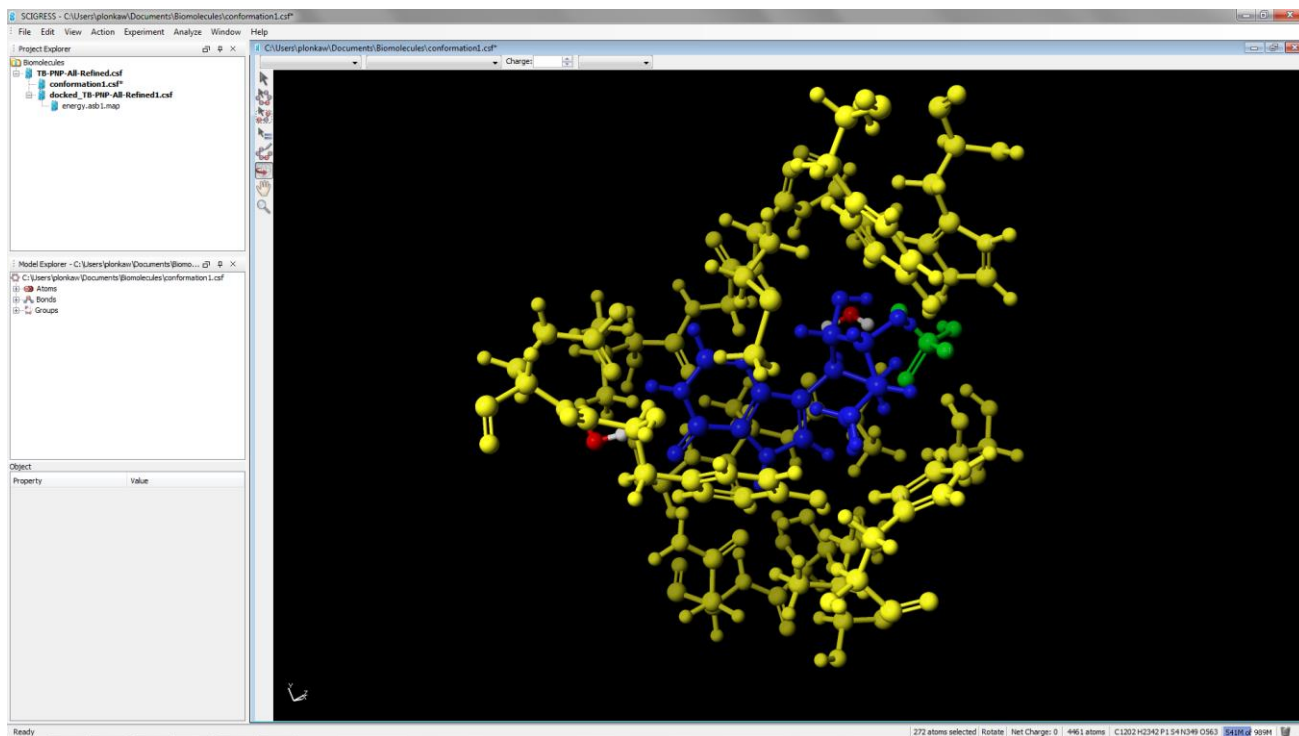 SCIGRESS - C:\Users\plonkaw\Documents\Biomolecules\conformation1.csf*
File Edit View Action Experiment Analyze Window Help
Project Explorer
Biomolecules
TB-PNP-All-Refined.csf
conformation1.csf*
docked_TB-PNP-All-Refined1.csf
energy.asb1.map
Model Explorer - C:\Users\plonkaw\Documents\Biomo...
C:\Users\plonkaw\Documents\Biomolecules\conformation1.csf
Atoms
Bonds
Groups
Object
Property Value
C:\Users\plonkaw\Documents\Biomolecules\conformation1.csf*
Charge:
Y
Z
Ready
272 atoms selected Rotate Net Charge: 0 4461 atoms C1202 H2342 P1 S4 N349 O563 541M of 989M